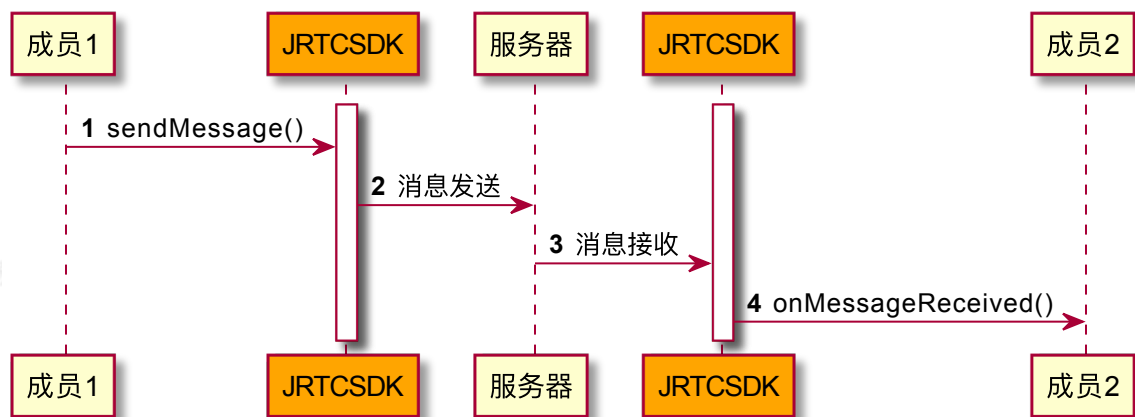 成员1 JRTCSDK 服务器 JRTCSDK 成员2
1 sendMessage()
2 消息发送
3 消息接收
4 onMessageReceived()
成员1 JRTCSDK 服务器 JRTCSDK 成员2